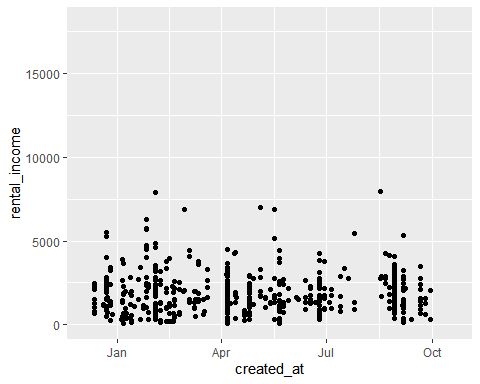 15000
10000
5000
0
rental_income
Jan
Apr
Jul
Oct
created_at